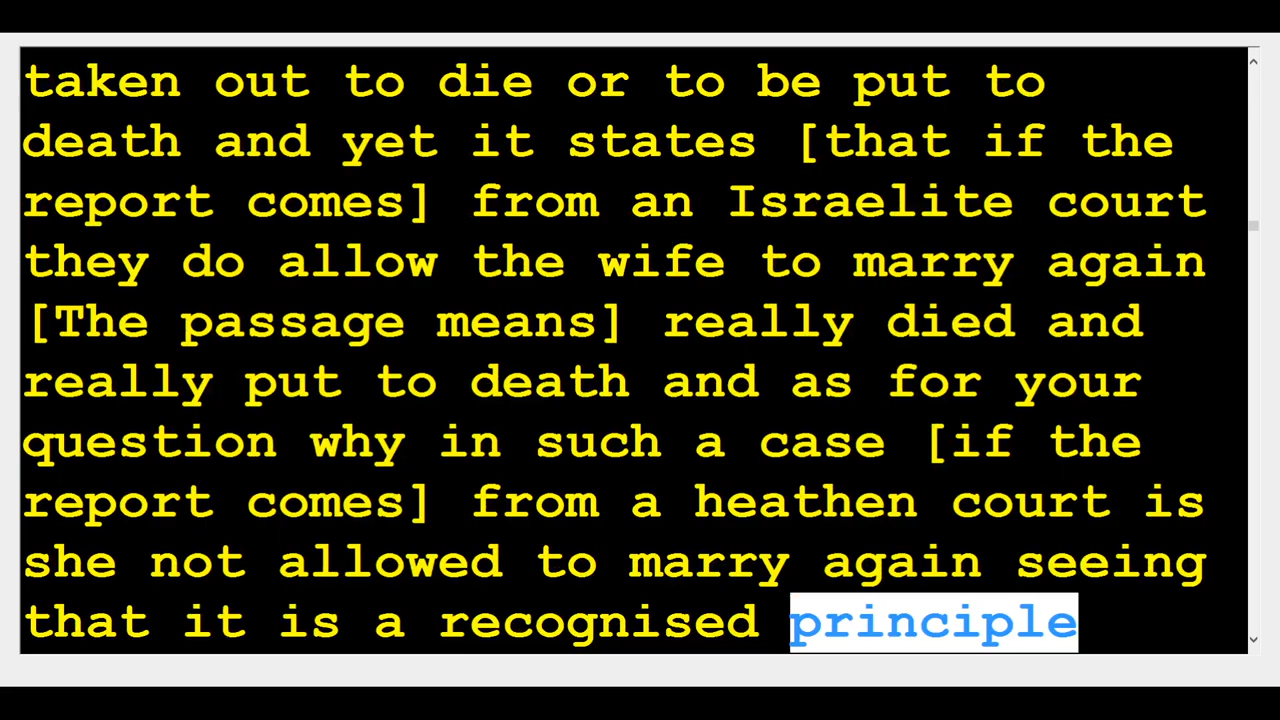 taken out to die or to be put to
death and yet it states [that if the
report comes] from an Israelite court
they do allow the wife to marry again
[The passage means] really died and
really put to death and as for your
question why in such a case [if the
report comes] from a heathen court is
she not allowed to marry again seeing
that it is a recognised principle